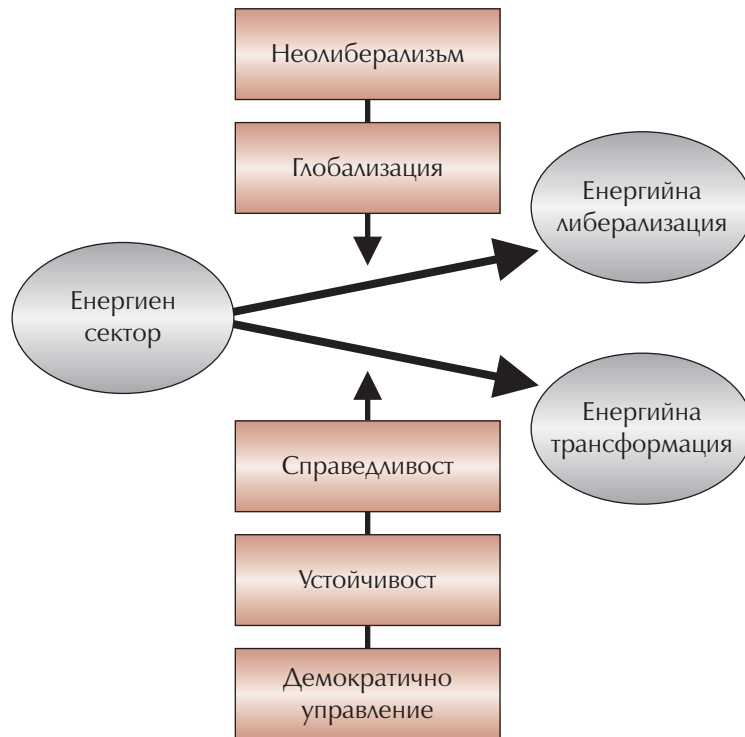 Неолиберализъм
Глобализация
Енергийна
либерализация
Енергиен
сектор
Енергийна
трансформация
Справедливост
Устойчивост
Демократично
управление